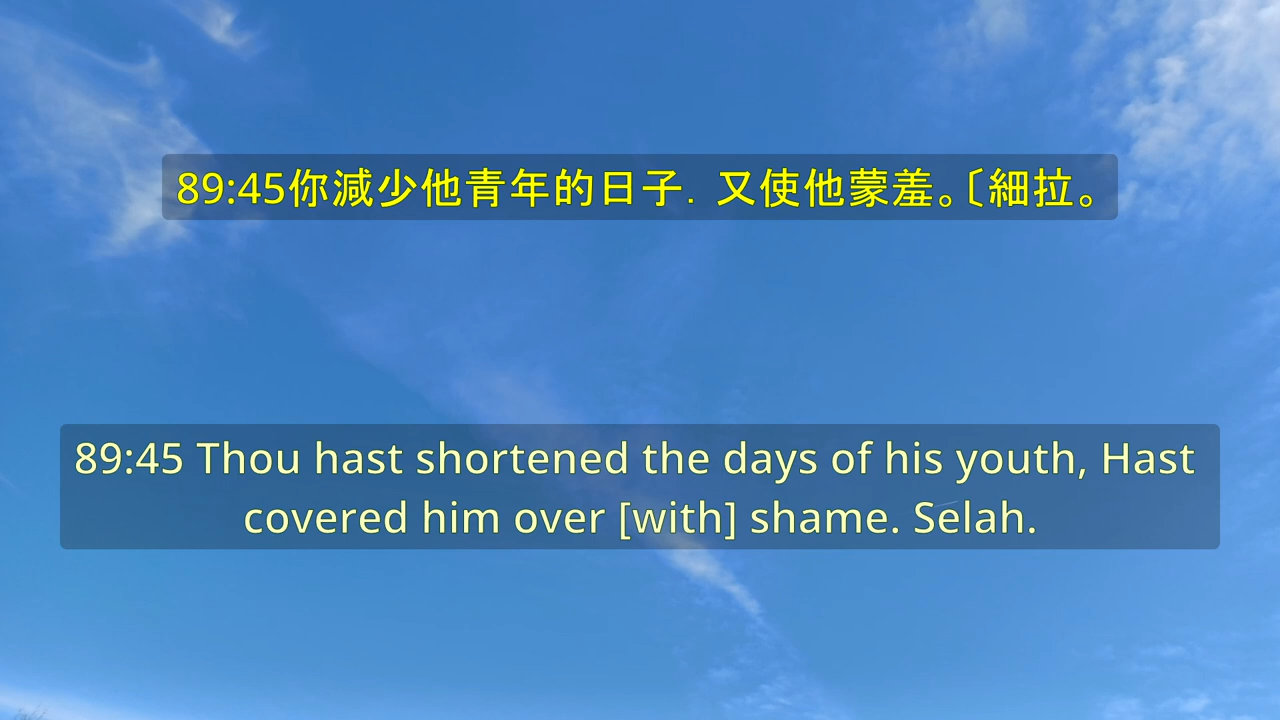 89:45你減少他青年的日子．又使他蒙羞。〔細拉。
89:45 Thou hast shortened the days of his youth, Hast
covered him over [with] shame. Selah.